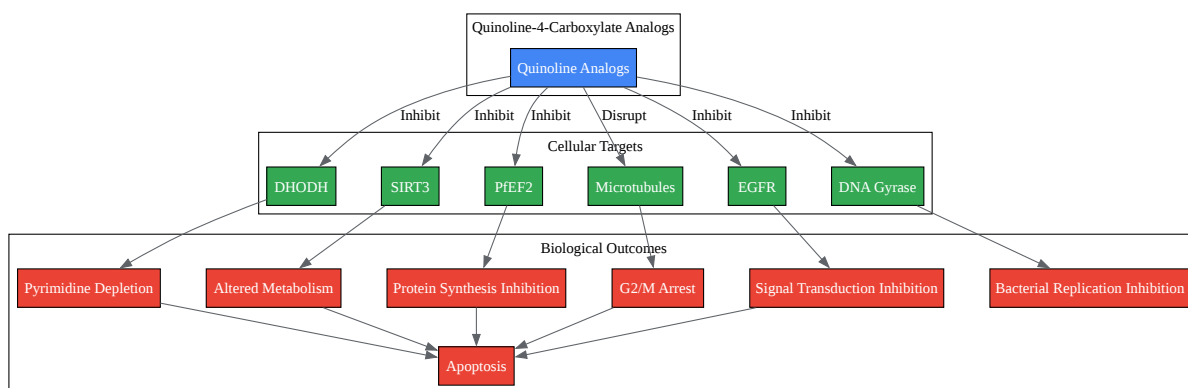 Quinoline-4-Carboxylate Analogs
Quinoline Analogs
Inhibit
Inhibit
Inhibit
Disrupt
Inhibit
Inhibit
Cellular Targets
DHODH
SIRT3
PfEF2
Microtubules
EGFR
DNA Gyrase
Biological Outcomes
Pyrimidine Depletion
Altered Metabolism
Protein Synthesis Inhibition
G2/M Arrest
Signal Transduction Inhibition
Bacterial Replication Inhibition
Apoptosis